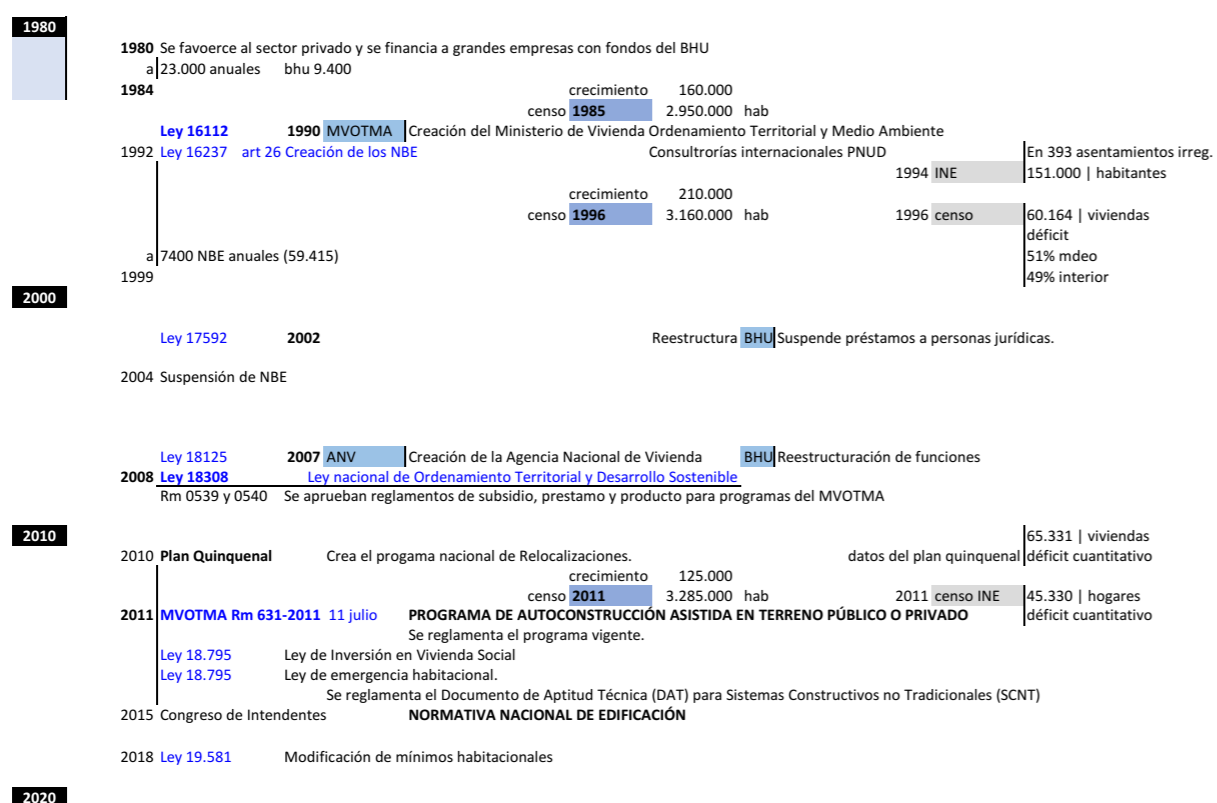 1980
1980 Se favoerce al sector privado y se financia a grandes empresas con fondos del BHU
a 23.000 anuales bhu 9.400
1984 crecimiento 160.000
censo 1985 2.950.000 hab
Ley 16112 1990 MVOTMA Creación del Ministerio de Vivienda Ordenamiento Territorial y Medio Ambiente
1992 Ley 16237 art 26 Creación de los NBE Consultrorías internacionales PNUD En 393 asentamientos irreg.
1994 INE 151.000 | habitantes
crecimiento 210.000
censo 1996 3.160.000 hab 1996 censo 60.164 | viviendas
déficit
a 7400 NBE anuales (59.415) 51% mdeo
1999 49% interior
2000
Ley 17592 2002 Reestructura BHU Suspende préstamos a personas jurídicas.
2004 Suspensión de NBE
Ley 18125 2007 ANV Creación de la Agencia Nacional de Vivienda BHU Reestructuración de funciones
2008 Ley 18308 Ley nacional de Ordenamiento Territorial y Desarrollo Sostenible
Rm 0539 y 0540 Se aprueban reglamentos de subsidio, prestamo y producto para programas del MVOTMA
2010 65.331 | viviendas
2010 Plan Quinquenal Crea el progama nacional de Relocalizaciones. datos del plan quinquenal déficit cuantitativo
crecimiento 125.000
censo 2011 3.285.000 hab 2011 censo INE 45.330 | hogares
2011 MVOTMA Rm 631-2011 11 julio PROGRAMA DE AUTOCONSTRUCCIÓN ASISTIDA EN TERRENO PÚBLICO O PRIVADO déficit cuantitativo
Se reglamenta el programa vigente.
Ley 18.795 Ley de Inversión en Vivienda Social
Ley 18.795 Ley de emergencia habitacional.
Se reglamenta el Documento de Aptitud Técnica (DAT) para Sistemas Constructivos no Tradicionales (SCNT)
2015 Congreso de Intendentes NORMATIVA NACIONAL DE EDIFICACIÓN
2018 Ley 19.581 Modificación de mínimos habitacionales
2020